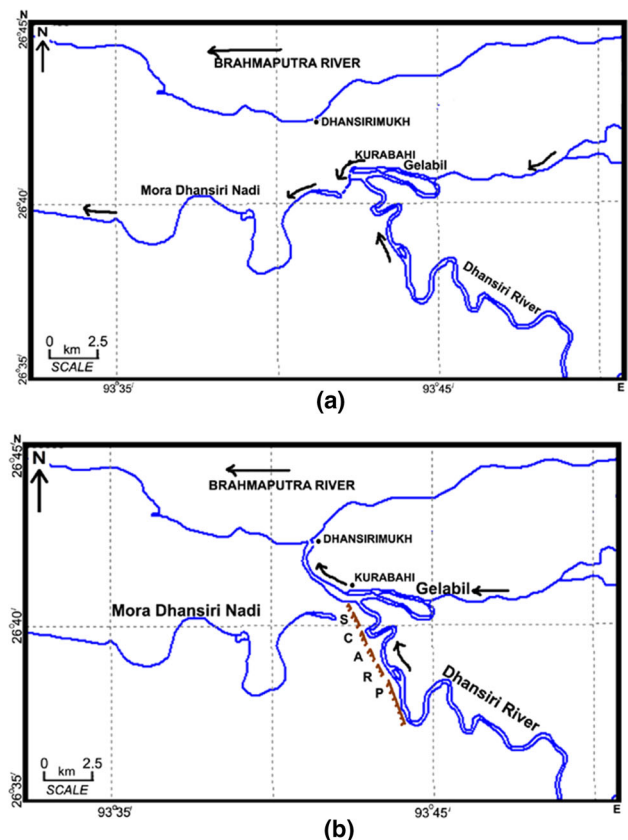 N
26°45'
N
BRAHMAPUTRA RIVER
DHANSIRIMUKH
KURABAHI
Gelabil
Mora Dhansiri Nadi
26°40'
Dhansiri River
0 2.5
km
SCALE
26°35'
93°35'
93°45'
E
(a)
N
26°45'
N
BRAHMAPUTRA RIVER
DHANSIRIMUKH
KURABAHI
Gelabil
Mora Dhansiri Nadi
26°40'
S
C
A
R
P
Dhansiri River
0 2.5
km
SCALE
26°35'
93°35'
93°45'
E
(b)